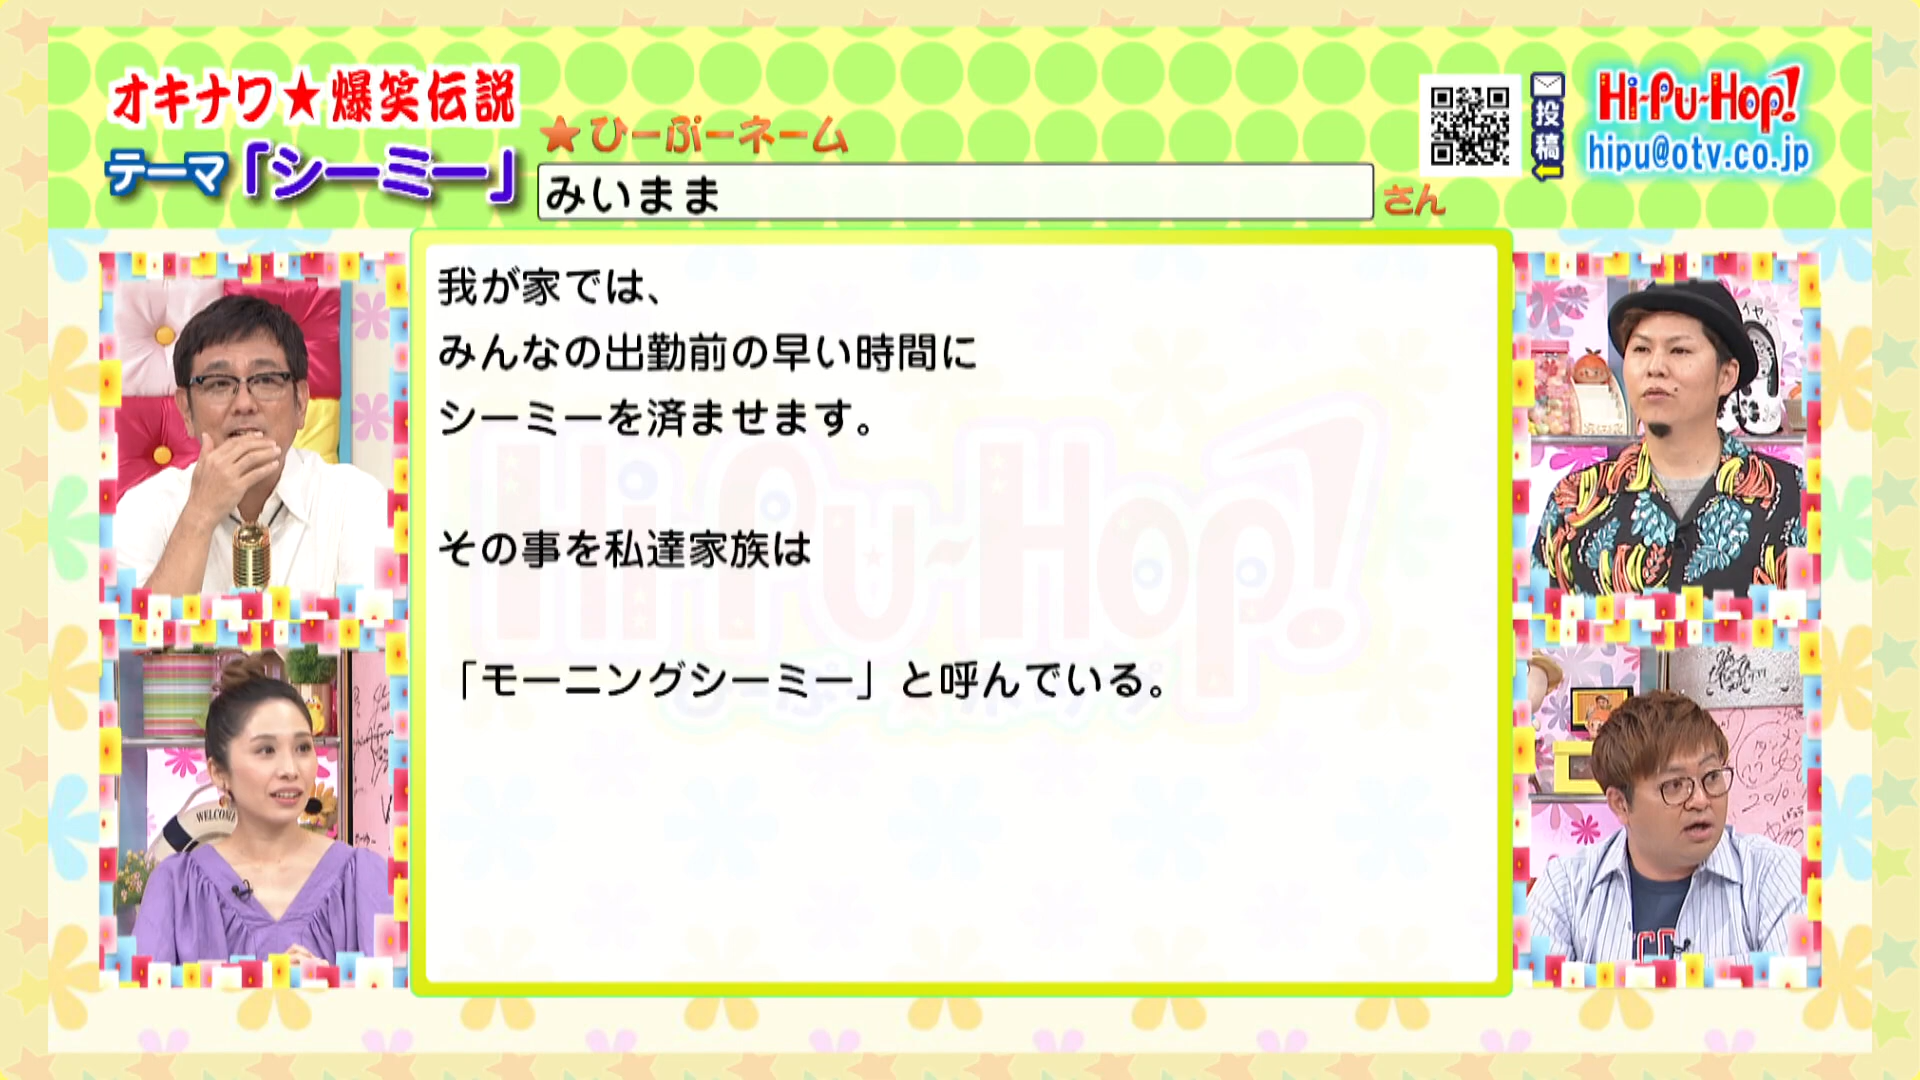 オキナワ★爆笑伝説
テーマ「シーミー」
★ひーぷーネーム
みいまま
さん
投稿
Hi-Pu-Hop!
hipu@otv.co.jp
我が家では、
みんなの出勤前の早い時間に
シーミーを済ませます。
その事を私達家族は
「モーニングシーミー」と呼んでいる。
Hi-Pu-Hop!
WELCOME